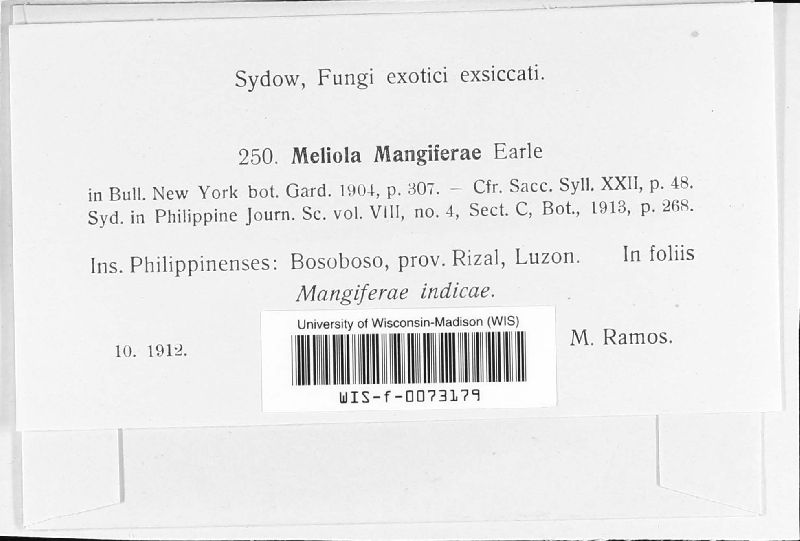 Sydow, Fungi exotici exsiccati.
250. Meliola Mangiferae Earle
in Bull. New York bot. Gard. 1904, p. 307. — Cfr. Sacc. Syll. XXII, p. 48.
Syd. in Philippine Journ. Sc. vol. VIII, no. 4, Sect. C, Bot., 1913, p. 268.
Ins. Philippinenses: Bosoboso, prov. Rizal, Luzon. In foliis
Mangiferae indicae.
10. 1912. M. Ramos.
University of Wisconsin-Madison (WIS)
WIS-f-0073179